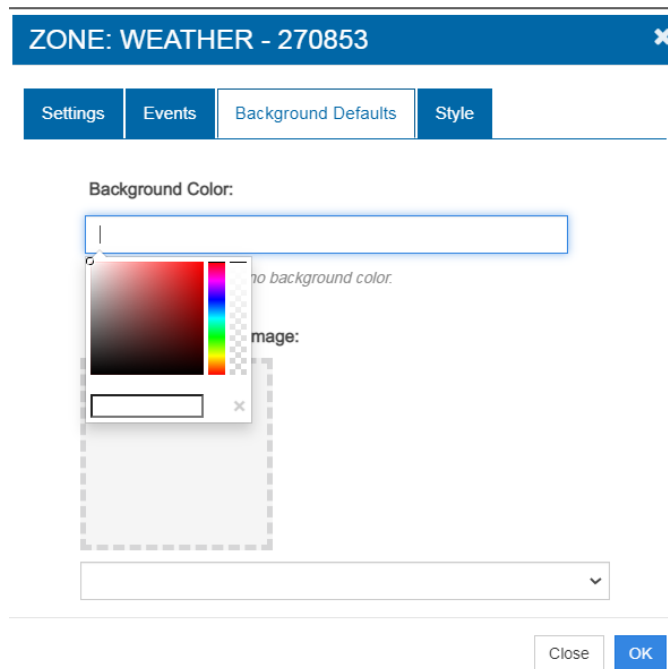 ZONE: WEATHER - 270853
Settings
Events
Background Defaults
Style
Background Color:
no background color.
mage:
Close
OK